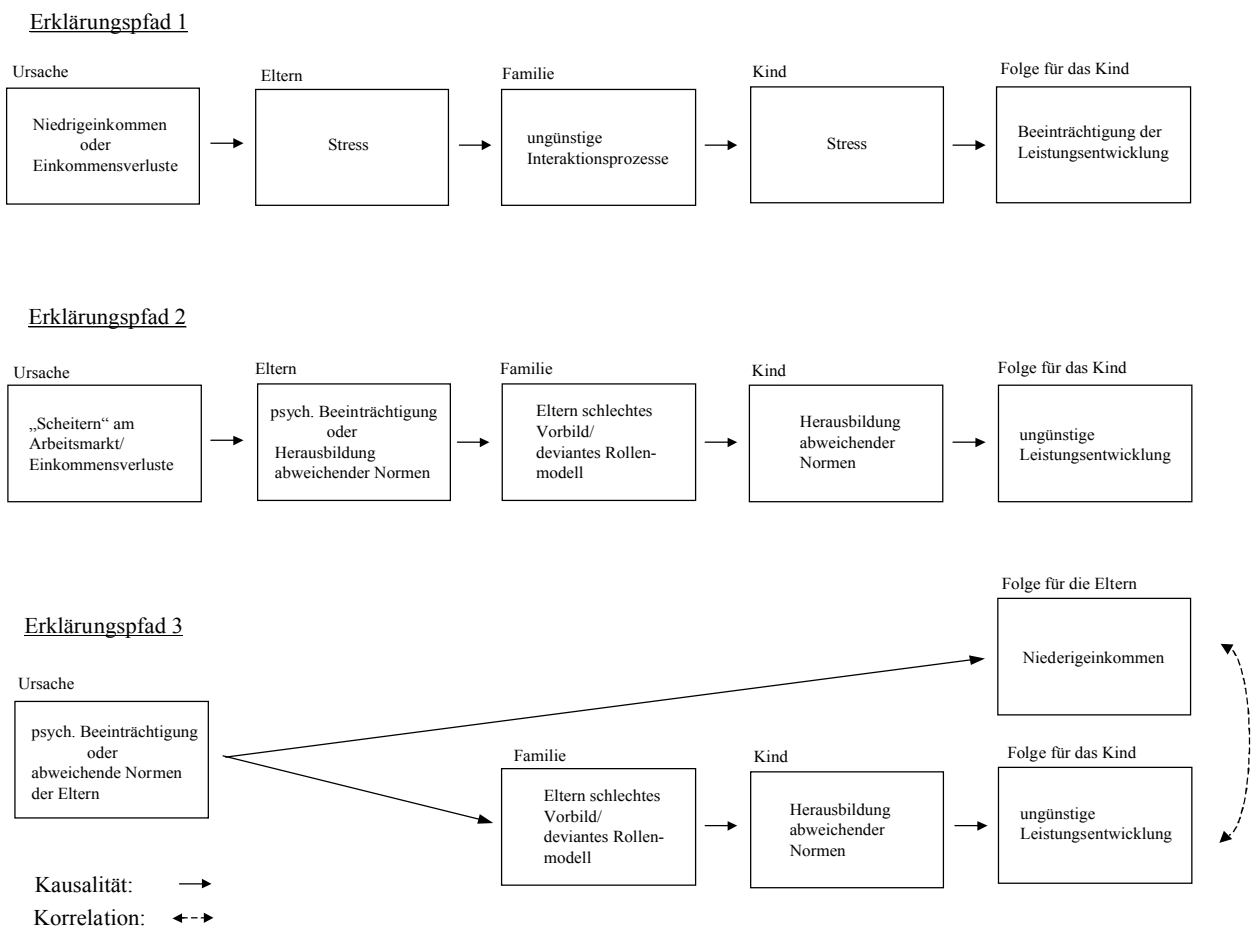 Erklärungspfad 1
Ursache
Eltern
Familie
Kind
Folge für das Kind
Niedrigeinkommen
oder
Einkommensverluste
Stress
ungünstige
Interaktionsprozesse
Stress
Beeinträchtigung der
Leistungsentwicklung
Erklärungspfad 2
Ursache
Eltern
Familie
Kind
Folge für das Kind
„Scheitern“ am
Arbeitsmarkt/
Einkommensverluste
psych. Beeinträchtigung
oder
Herausbildung
abweichender Normen
Eltern schlechtes
Vorbild/
deviantes Rollen-
modell
Herausbildung
abweichender
Normen
ungünstige
Leistungsentwicklung
Erklärungspfad 3
Folge für die Eltern
Niederigeinkommen
Ursache
psych. Beeinträchtigung
oder
abweichende Normen
der Eltern
Familie
Kind
Folge für das Kind
Eltern schlechtes
Vorbild/
deviantes Rollen-
modell
Herausbildung
abweichender
Normen
ungünstige
Leistungsentwicklung
Kausalität:
Korrelation: